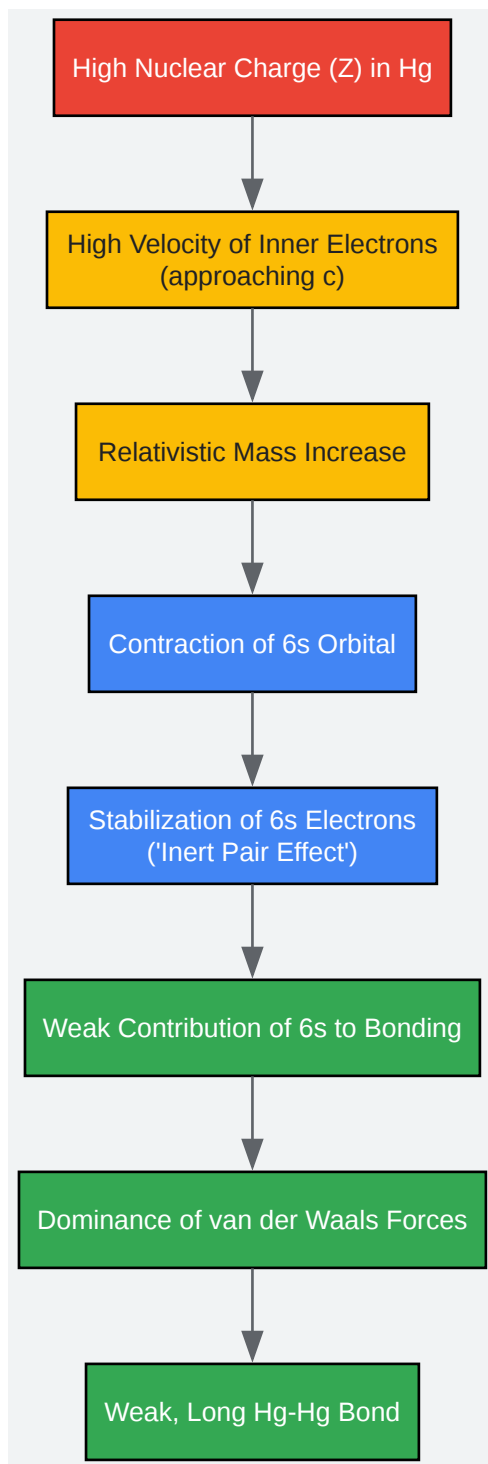 High Nuclear Charge (Z) in Hg
High Velocity of Inner Electrons
(approaching c)
Relativistic Mass Increase
Contraction of 6s Orbital
Stabilization of 6s Electrons
('Inert Pair Effect')
Weak Contribution of 6s to Bonding
Dominance of van der Waals Forces
Weak, Long Hg-Hg Bond